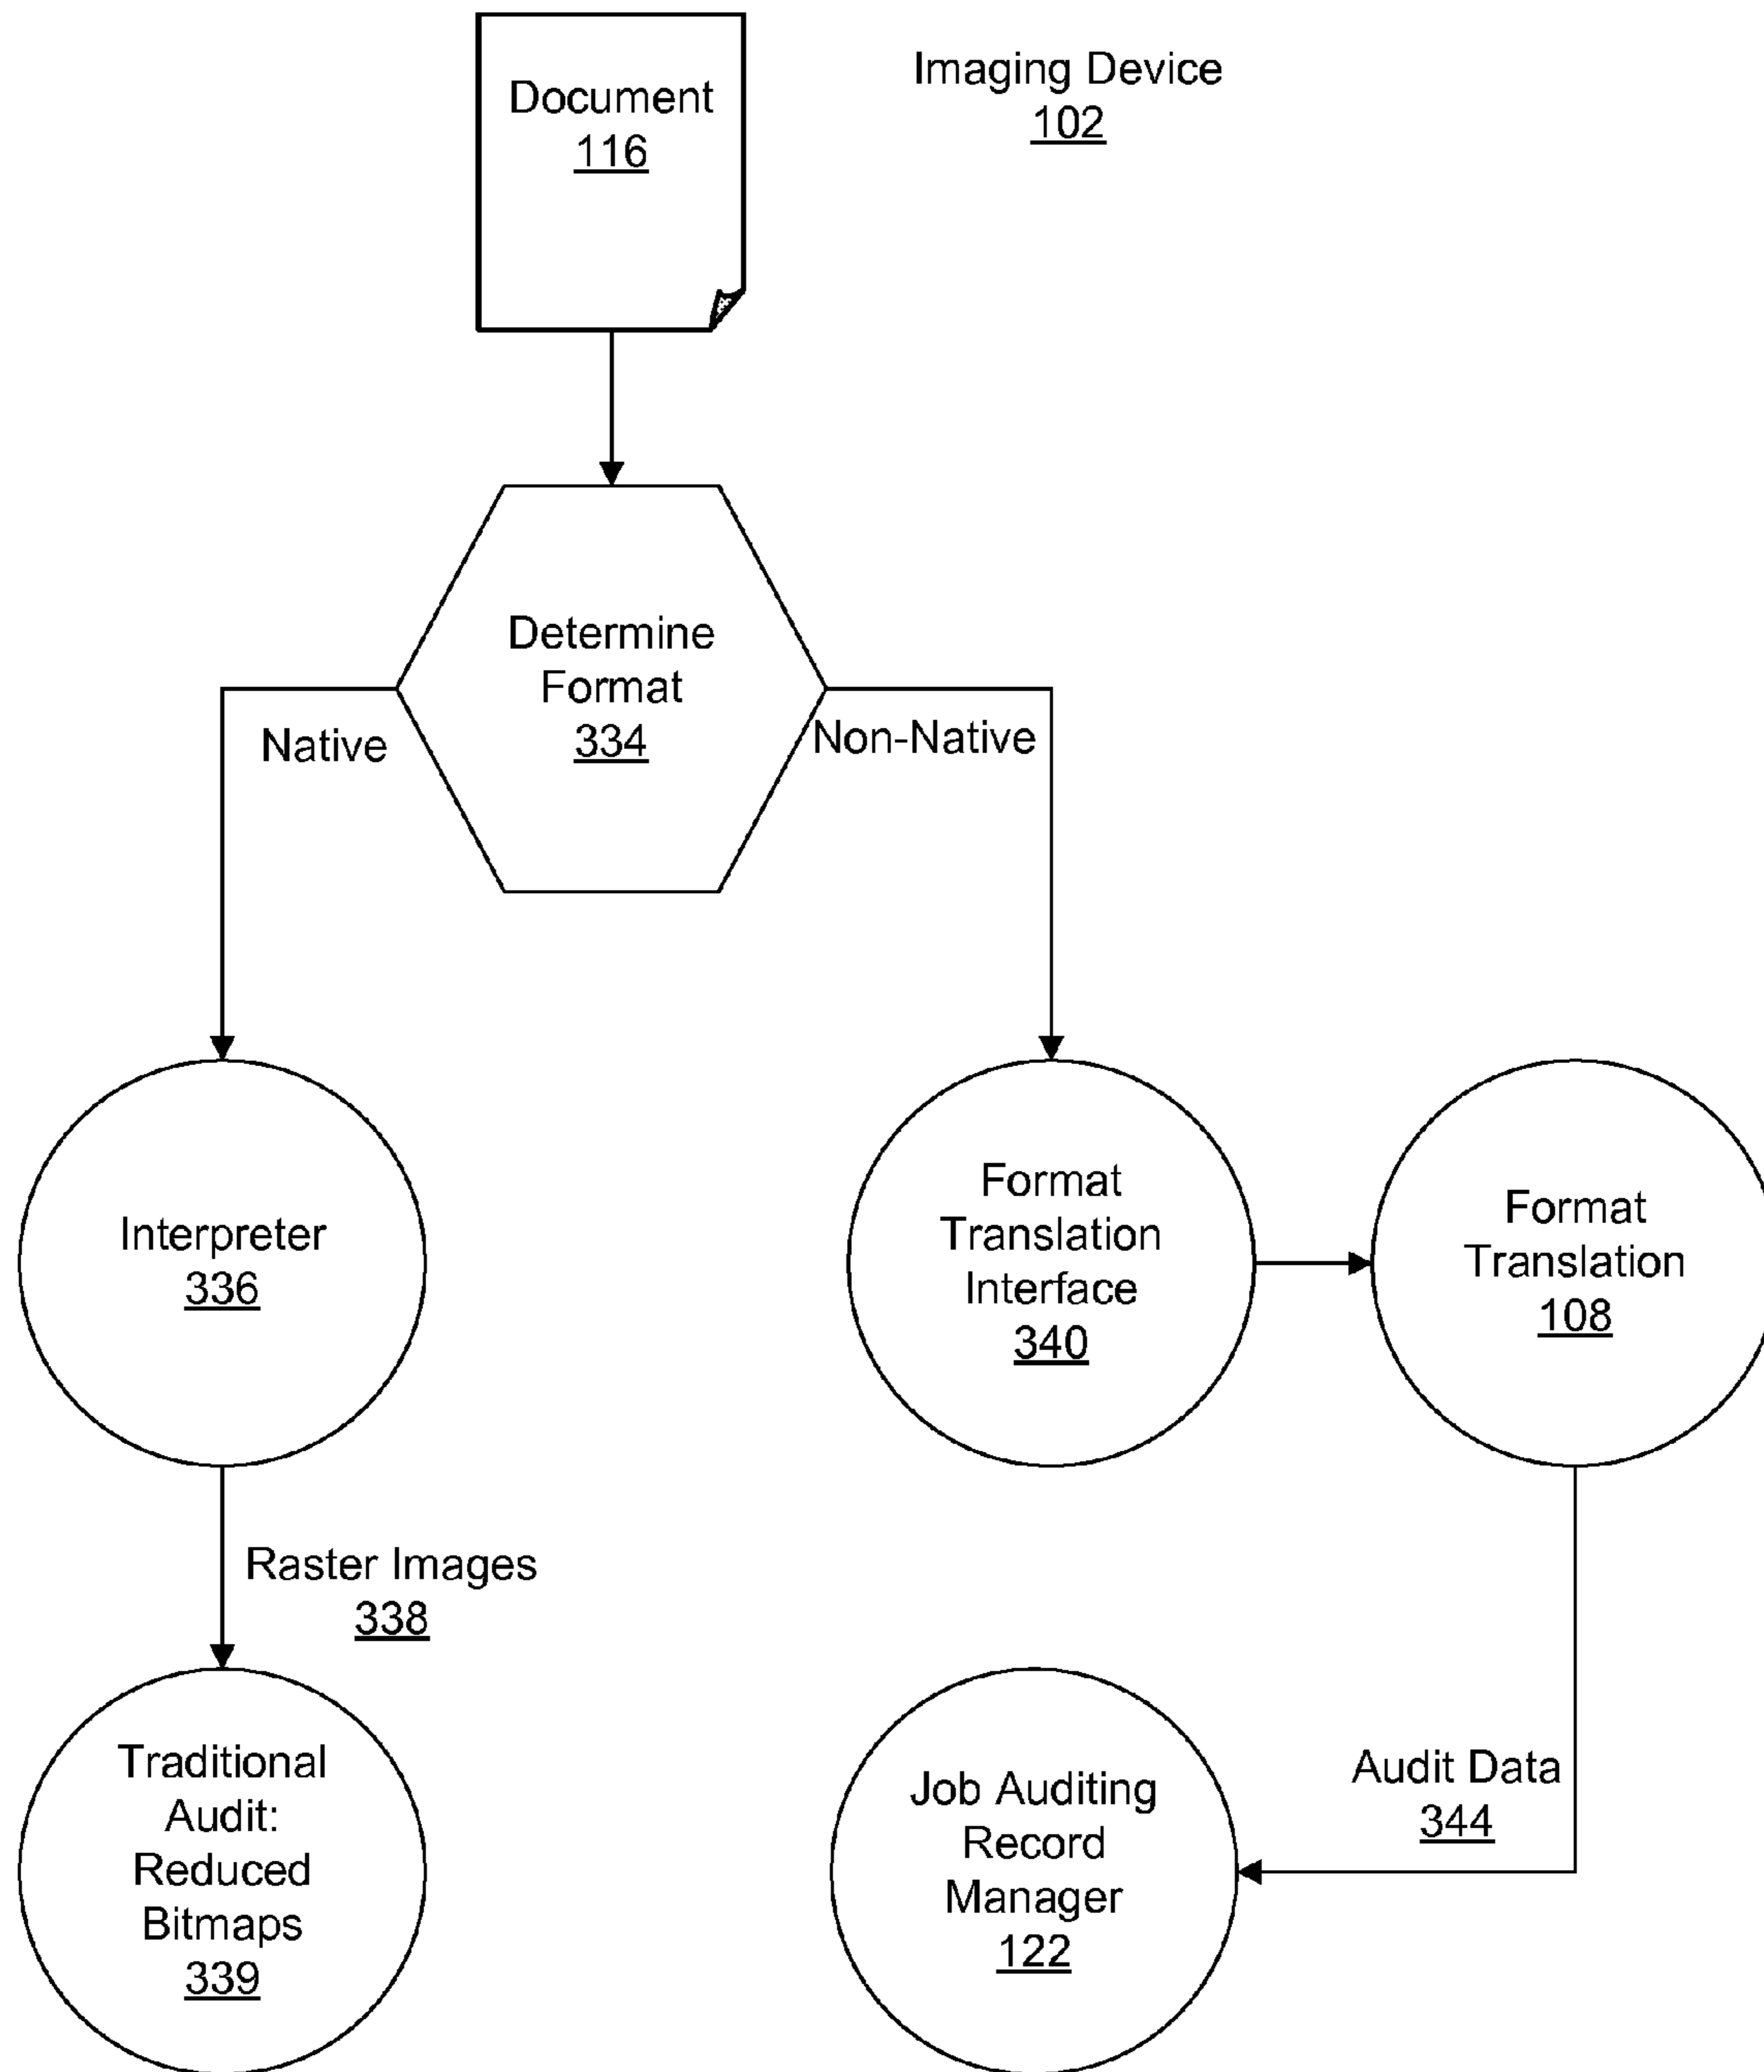 Document
116
Imaging Device
102
Determine
Format
334
Native
Non-Native
Interpreter
336
Format
Translation
Interface
340
Format
Translation
108
Raster Images
338
Traditional
Audit:
Reduced
Bitmaps
339
Job Auditing
Record
Manager
122
Audit Data
344